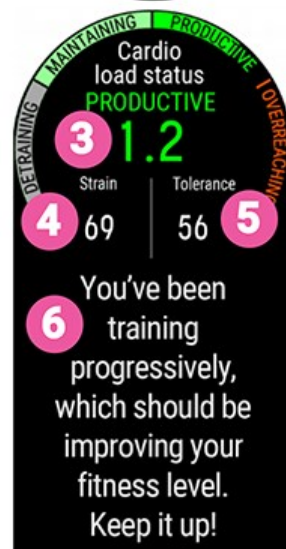 DETRAINING
MAINTAINING
PRODUCTIVE
OVERREACHING
Cardio
load status
PRODUCTIVE
3
1.2
Strain
Tolerance
4
69
56
5
6
You've been
training
progressively,
which should be
improving your
fitness level.
Keep it up!